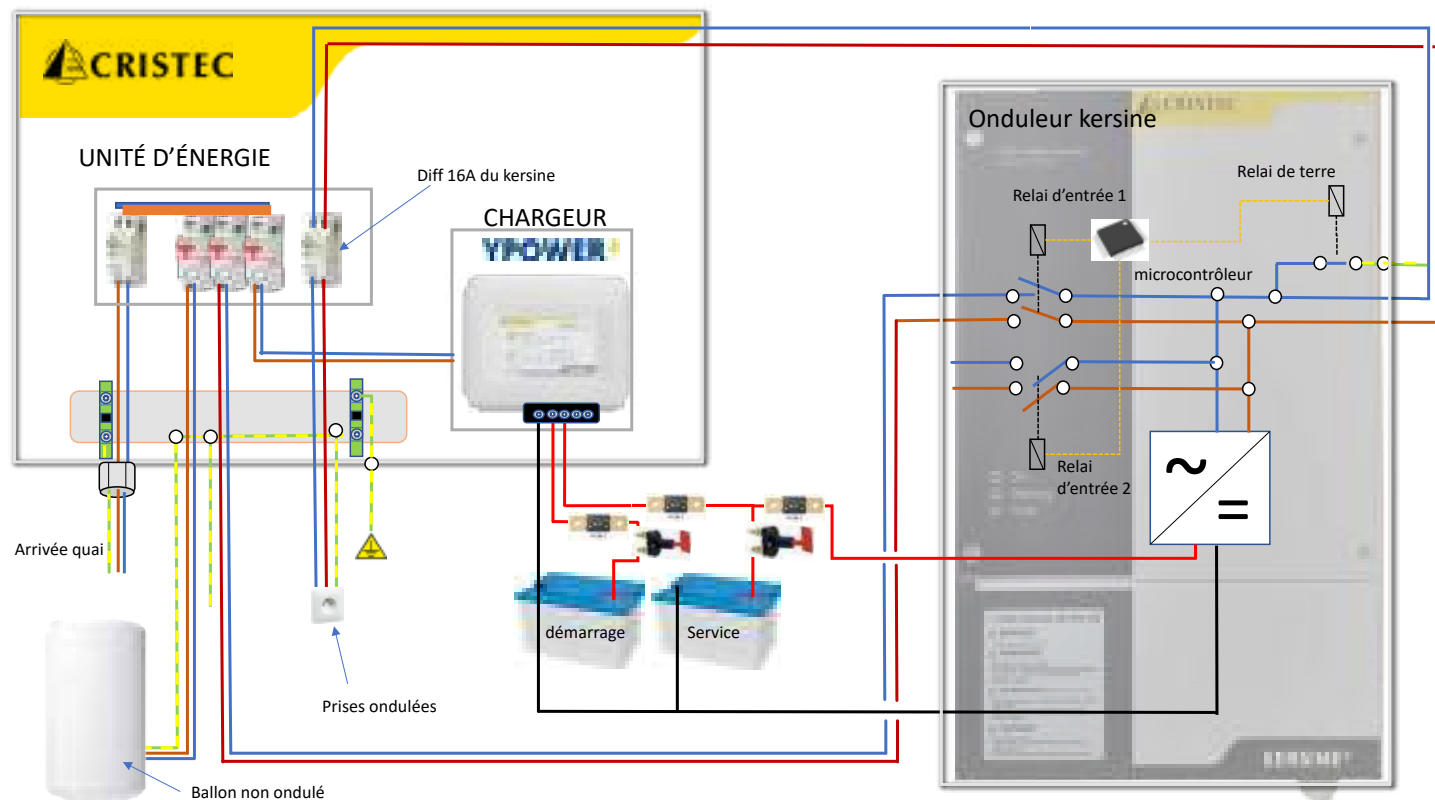 CRISTEC
UNITÉ D'ÉNERGIE
Diff 16A du kersine
CHARGEUR
YPOWER
Onduleur kersine
CRISTEC
Relai d'entrée 1
Relai de terre
microcontrôleur
Relai
d'entrée 2
~
=
Arrivée quai
démarrage
Service
Prises ondulées
Ballon non ondulé